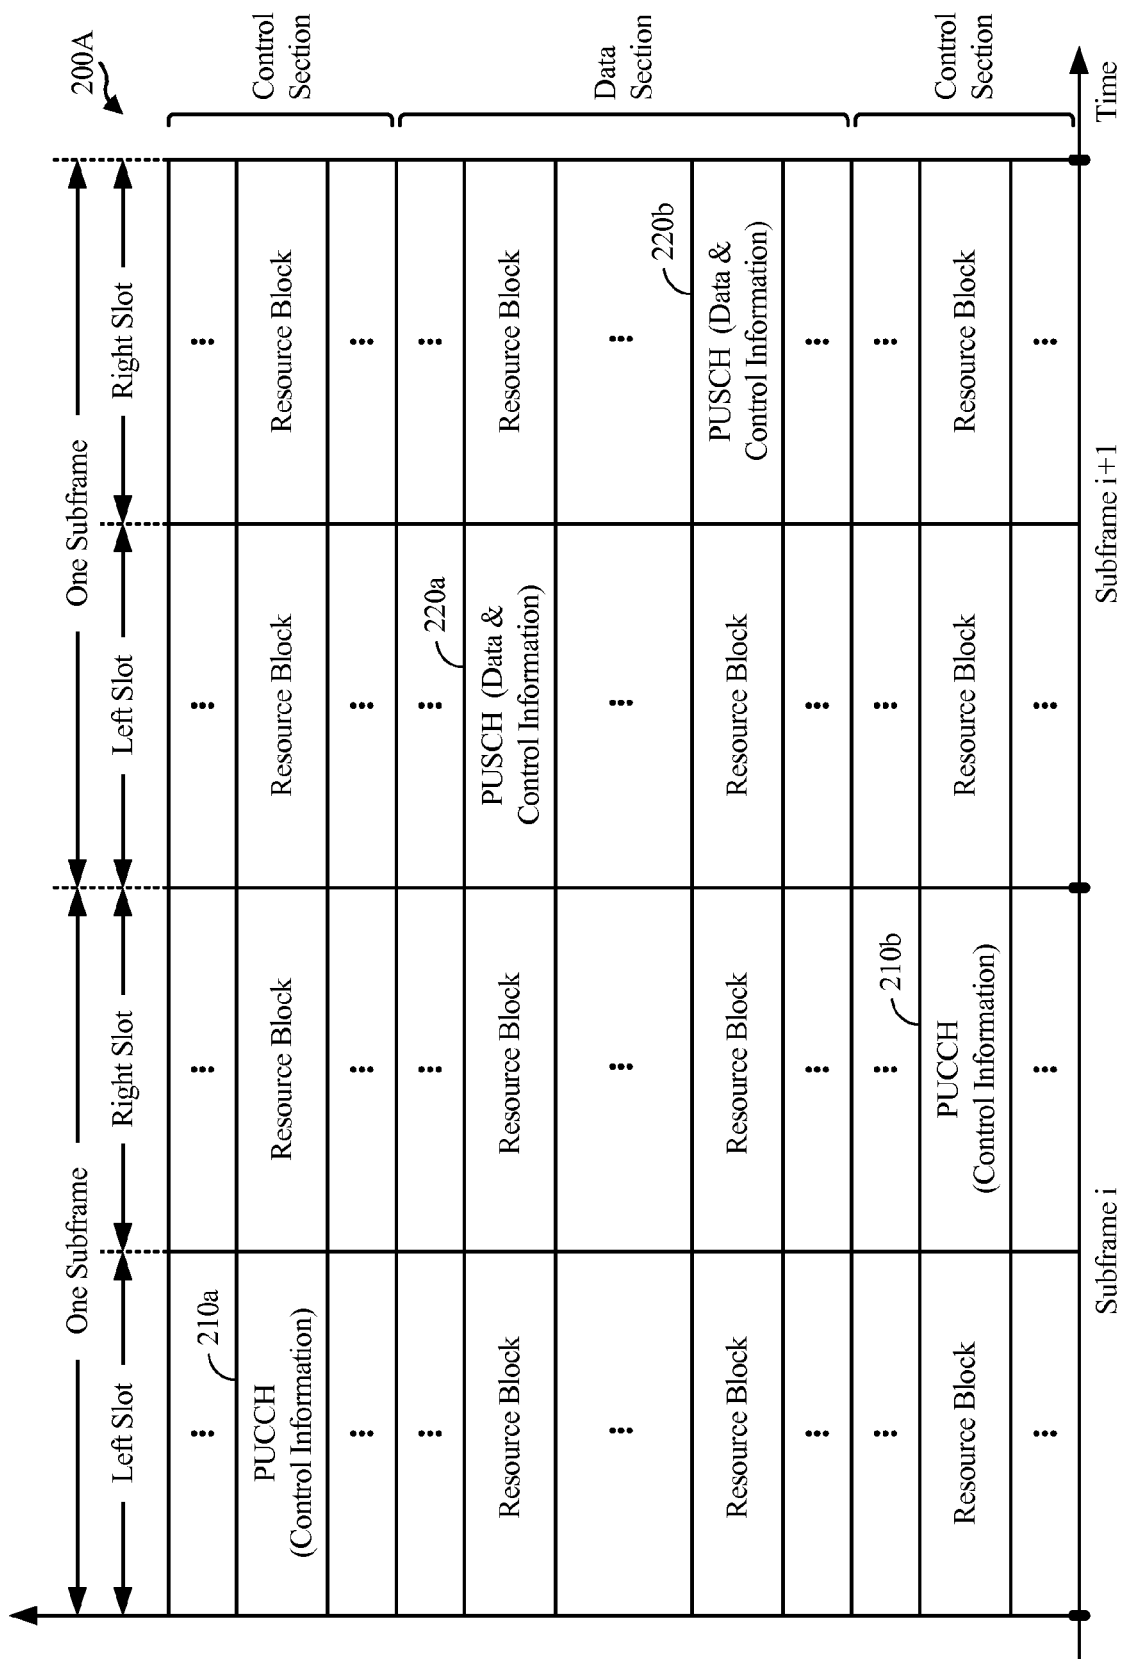 200A
One Subframe
One Subframe
Left Slot
Right Slot
Left Slot
Right Slot
...
210a
...
...
...
PUCCH
(Control Information)
Resource Block
Resource Block
Resource Block
Control
Section
...
...
...
...
...
...
...
220a
...
Resource Block
Resource Block
PUSCH (Data &
Control Information)
Resource Block
...
...
...
...
220b
Data
Section
Resource Block
Resource Block
Resource Block
PUSCH (Data &
Control Information)
...
...
...
...
...
...
210b
...
...
Resource Block
PUCCH
(Control Information)
Resource Block
Resource Block
Control
Section
...
...
...
...
Subframe i
Subframe i+1
Time